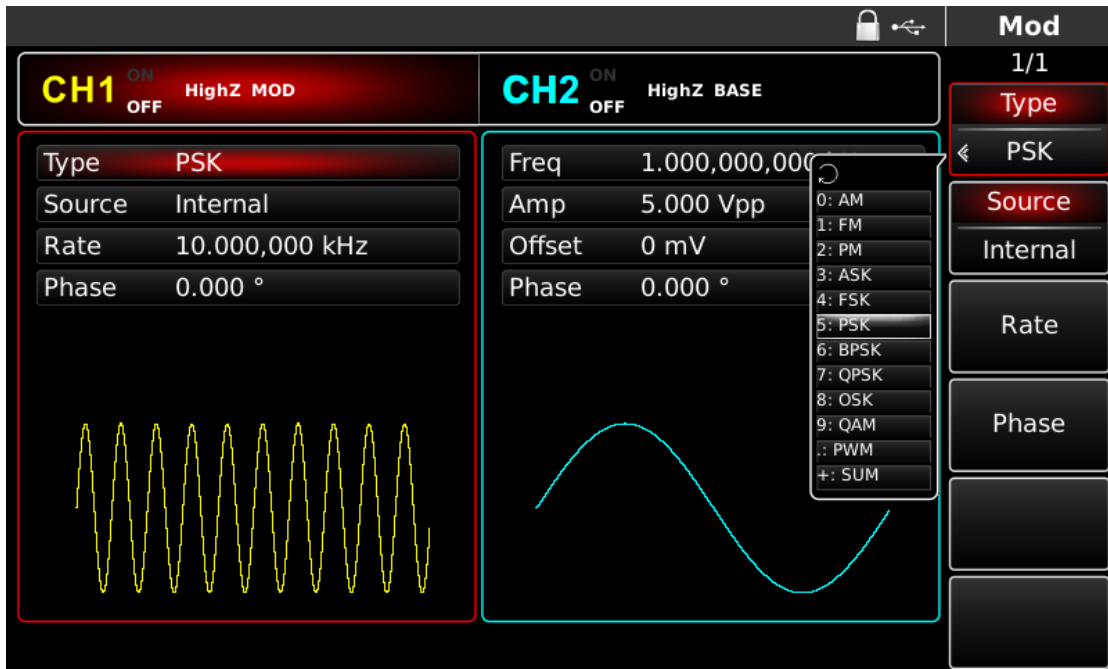 Mod
1/1
CH1 ON OFF HighZ MOD
CH2 ON OFF HighZ BASE
Type PSK
Source Internal
Rate 10.000,000 kHz
Phase 0.000 °
Freq 1.000,000,000
Amp 5.000 Vpp
Offset 0 mV
Phase 0.000 °
0: AM
1: FM
2: PM
3: ASK
4: FSK
5: PSK
6: BPSK
7: QPSK
8: OSK
9: QAM
.: PWM
+: SUM
Type
PSK
Source
Internal
Rate
Phase